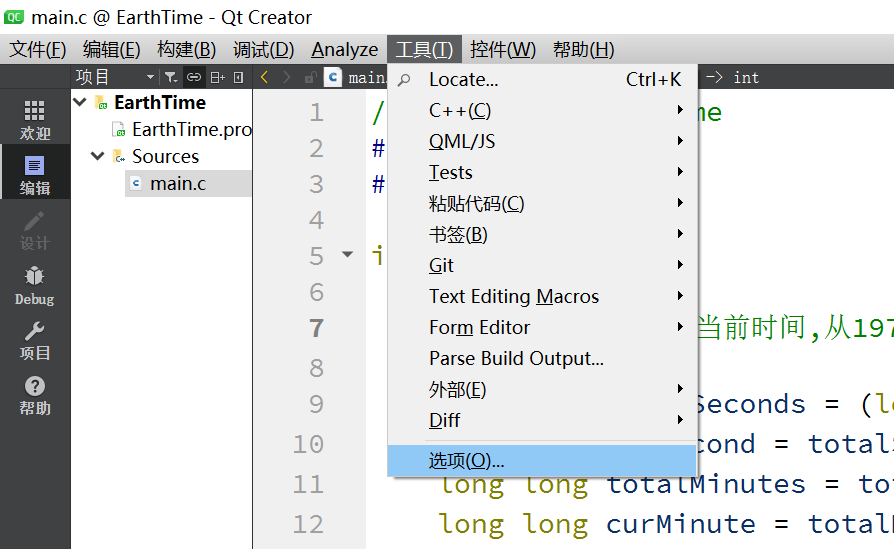 QC main.c @ EarthTime - Qt Creator
文件(F) 编辑(E) 构建(B) 调试(D) Analyze 工具(T) 控件(W) 帮助(H)
项目 main. -> int
欢迎
编辑
设计
Debug
项目
帮助
EarthTime
EarthTime.pro
Sources
main.c
Locate... Ctrl+K
C++(C)
QML/JS
Tests
粘贴代码(C)
书签(B)
Git
Text Editing Macros
Form Editor
Parse Build Output...
外部(E)
Diff
选项(O)...
1 / me
2 #
3 #
4
5 i
6
7 当前时间,从197
8
9 Seconds = (lo
10 cond = totalS
11 long long totalMinutes = tot
12 long long curMinute = totalM